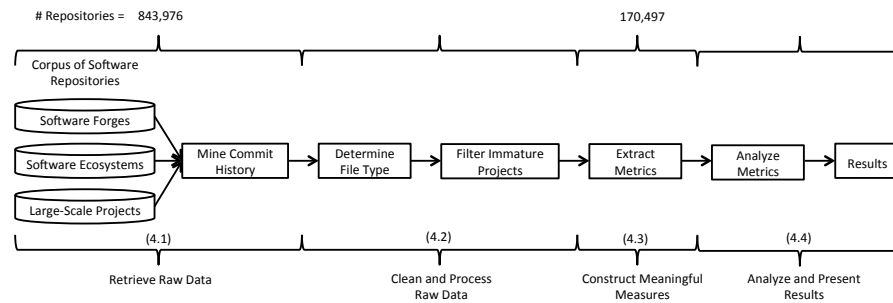 # Repositories = 843,976
170,497
Corpus of Software
Repositories
Software Forges
Software Ecosystems
Large-Scale Projects
Mine Commit
History
Determine
File Type
Filter Immature
Projects
Extract
Metrics
Analyze
Metrics
Results
(4.1)
(4.2)
(4.3)
(4.4)
Retrieve Raw Data
Clean and Process
Raw Data
Construct Meaningful
Measures
Analyze and Present
Results